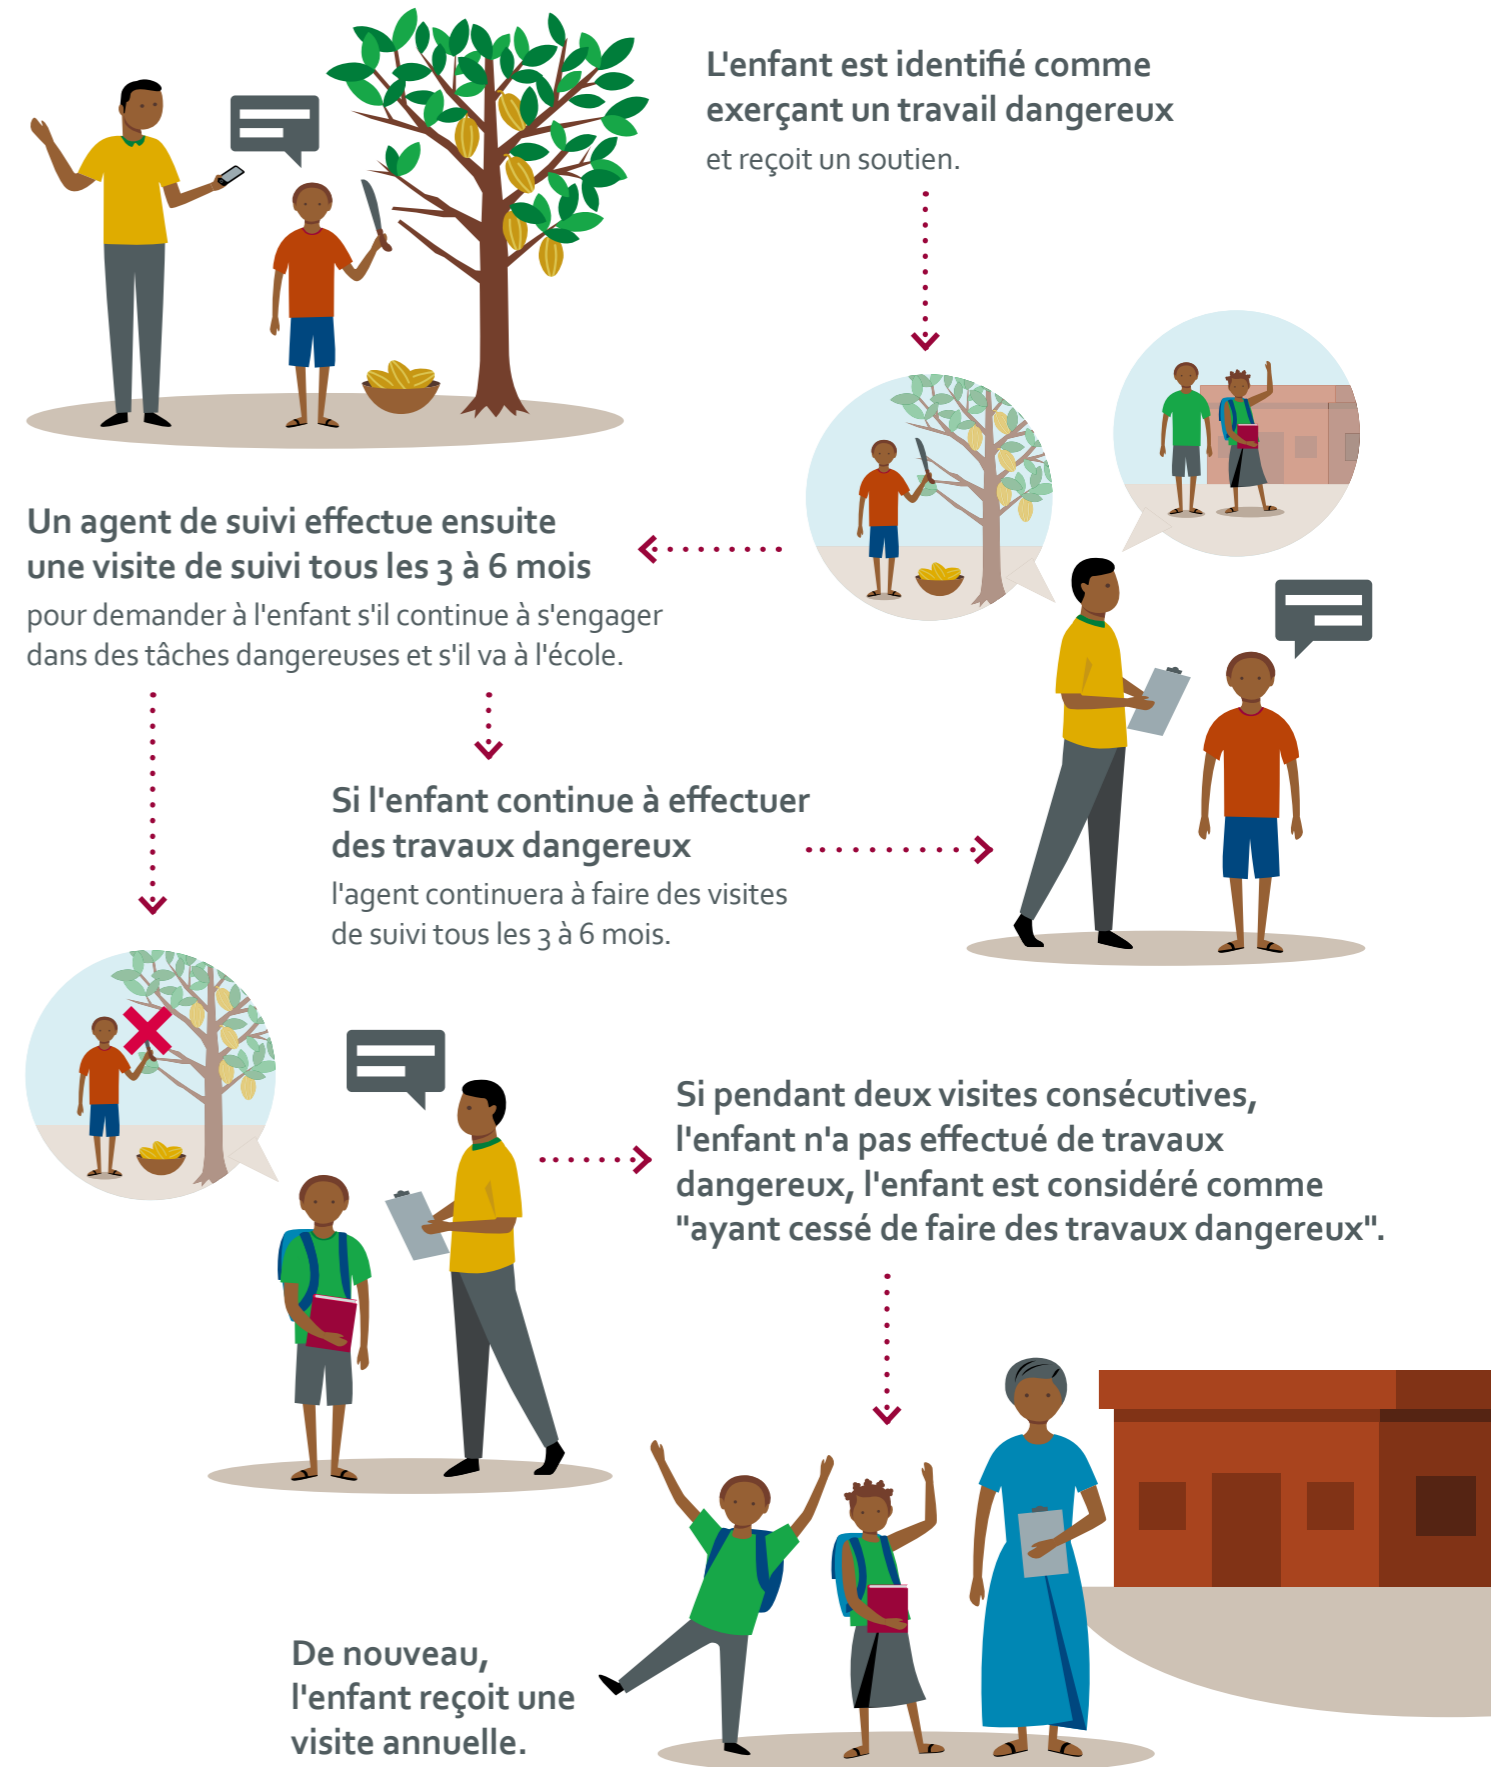 L'enfant est identifié comme
exerçant un travail dangereux
et reçoit un soutien.
Un agent de suivi effectue ensuite
une visite de suivi tous les 3 à 6 mois
pour demander à l'enfant s'il continue à s'engager
dans des tâches dangereuses et s'il va à l'école.
Si l'enfant continue à effectuer
des travaux dangereux
l'agent continuera à faire des visites
de suivi tous les 3 à 6 mois.
Si pendant deux visites consécutives,
l'enfant n'a pas effectué de travaux
dangereux, l'enfant est considéré comme
"ayant cessé de faire des travaux dangereux".
De nouveau,
l'enfant reçoit une
visite annuelle.